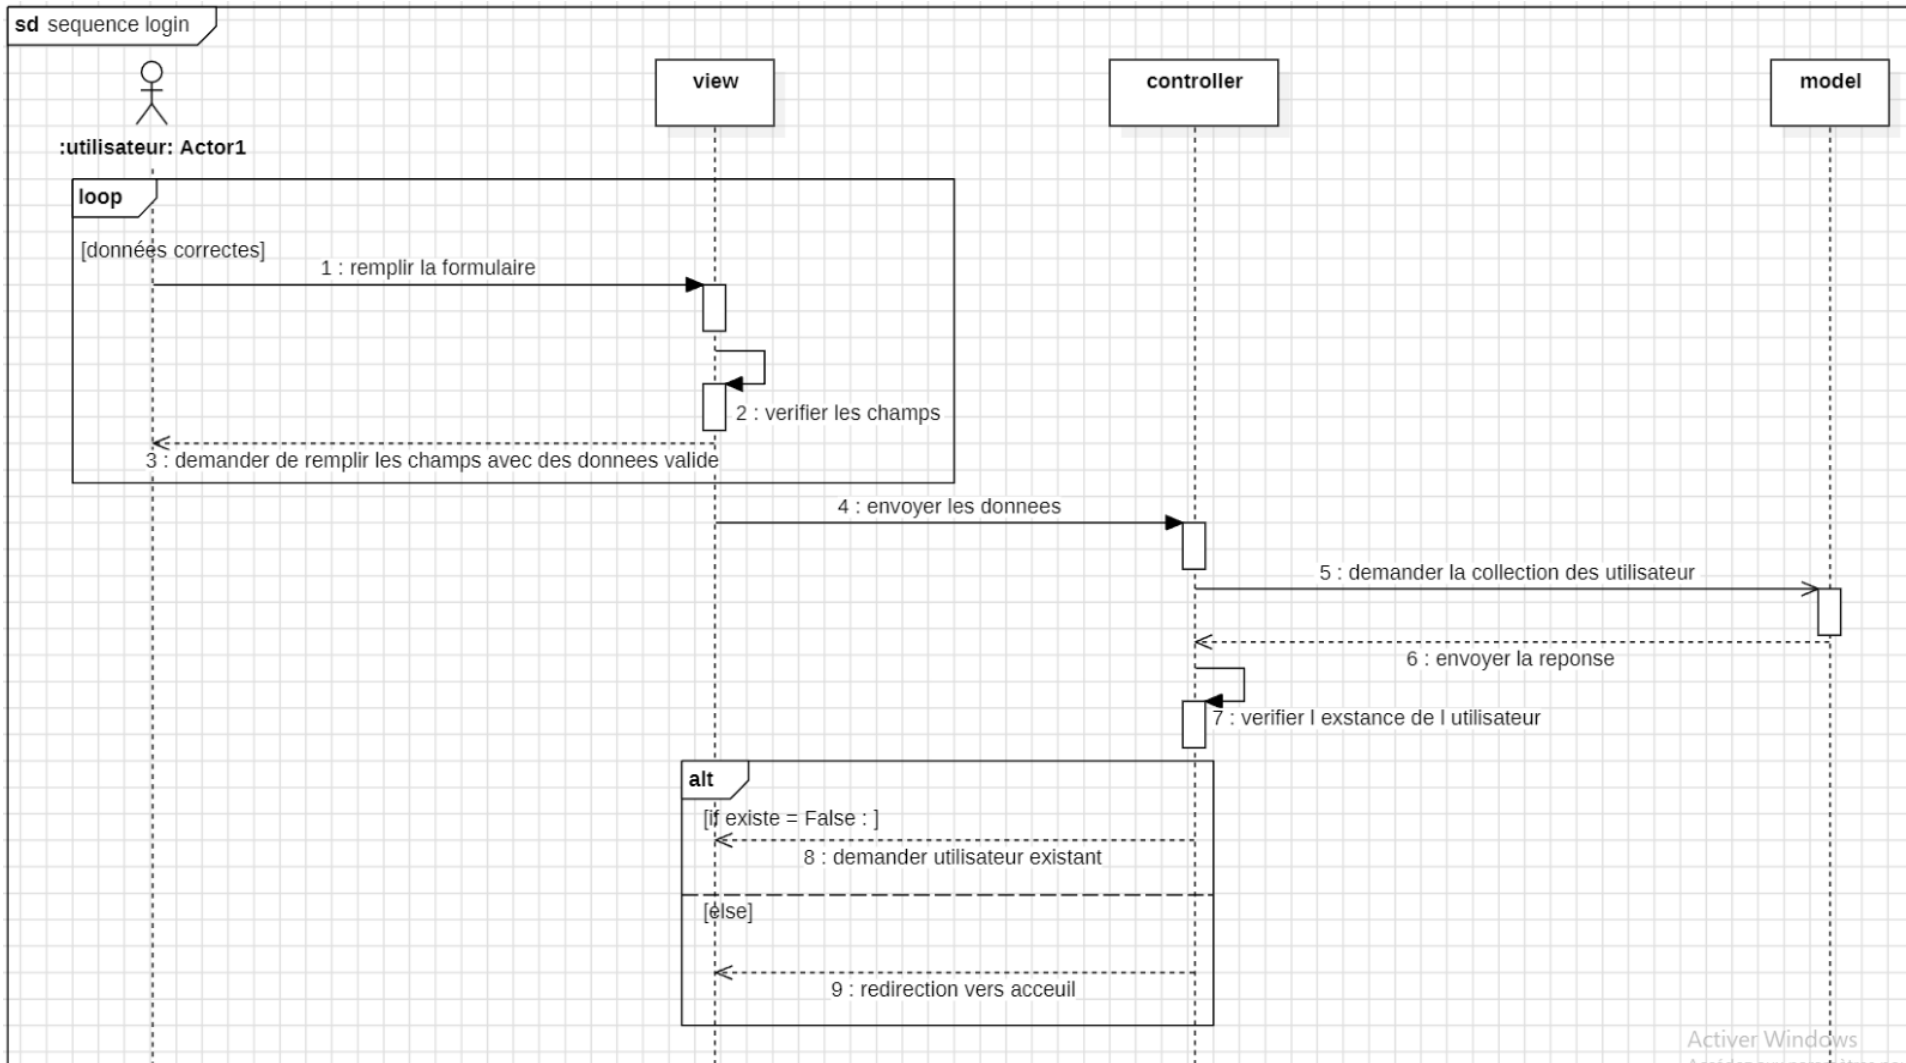 sd sequence login
view
controller
model
:utilisateur: Actor1
loop
[données correctes]
1 : remplir la formulaire
2 : verifier les champs
3 : demander de remplir les champs avec des donnees valide
4 : envoyer les donnees
5 : demander la collection des utilisateur
6 : envoyer la reponse
7 : verifier l exstance de l utilisateur
alt
[if existe = False : ]
8 : demander utilisateur existant
[else]
9 : redirection vers acceuil
Activer Windows